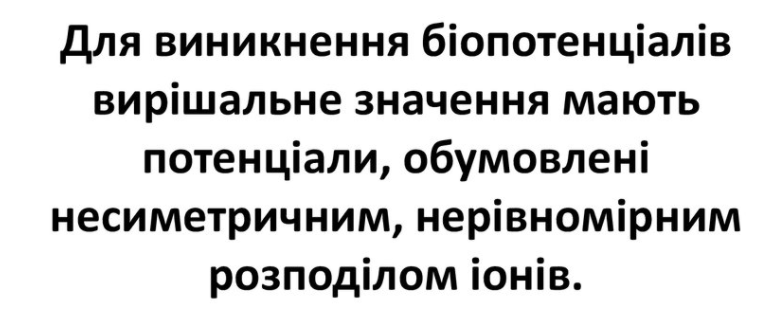 Для виникнення біопотенціалів
вирішальне значення мають
потенціали, обумовлені
несиметричним, нерівномірним
розподілом іонів.